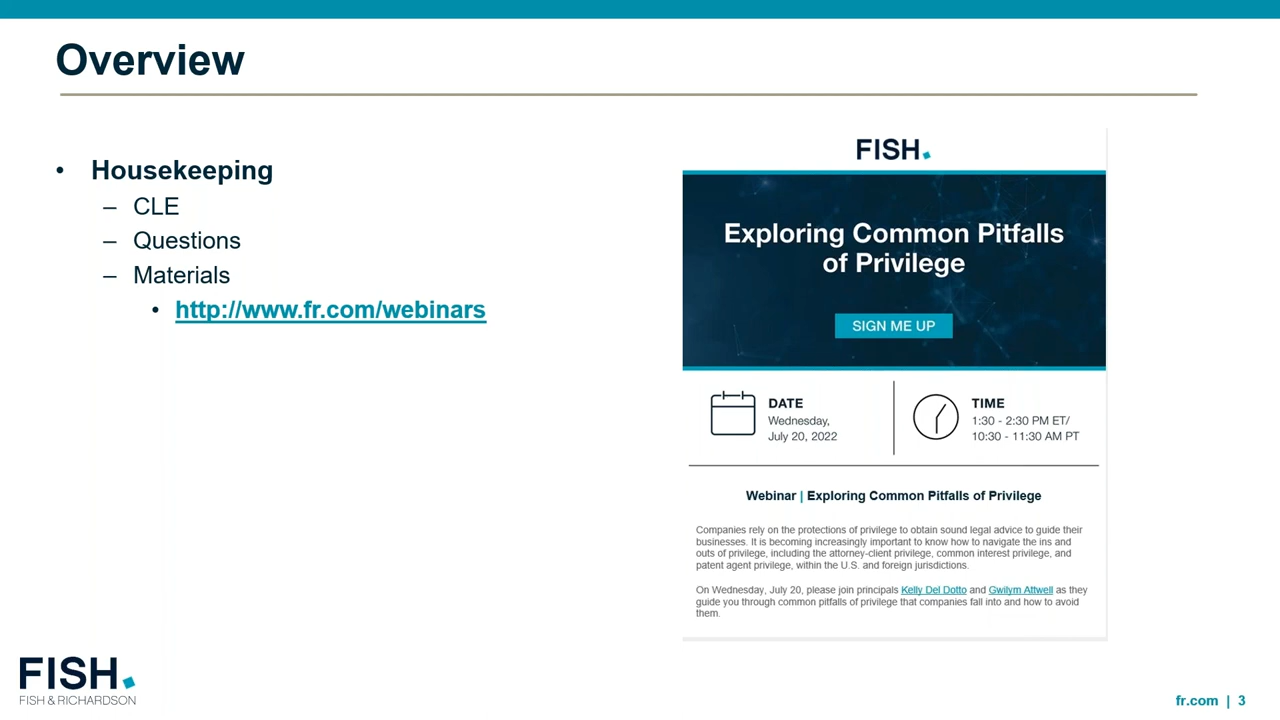 Overview
• Housekeeping
– CLE
– Questions
– Materials
• http://www.fr.com/webinars
FISH.
Exploring Common Pitfalls
of Privilege
SIGN ME UP
DATE
Wednesday,
July 20, 2022
TIME
1:30 - 2:30 PM ET/
10:30 - 11:30 AM PT
Webinar | Exploring Common Pitfalls of Privilege
Companies rely on the protections of privilege to obtain sound legal advice to guide their
businesses. It is becoming increasingly important to know how to navigate the ins and
outs of privilege, including the attorney-client privilege, common interest privilege, and
patent agent privilege, within the U.S. and foreign jurisdictions.
On Wednesday, July 20, please join principals Kelly Del Dotto and Gwilym Attwell as they
guide you through common pitfalls of privilege that companies fall into and how to avoid
them.
FISH.
FISH & RICHARDSON
fr.com | 3